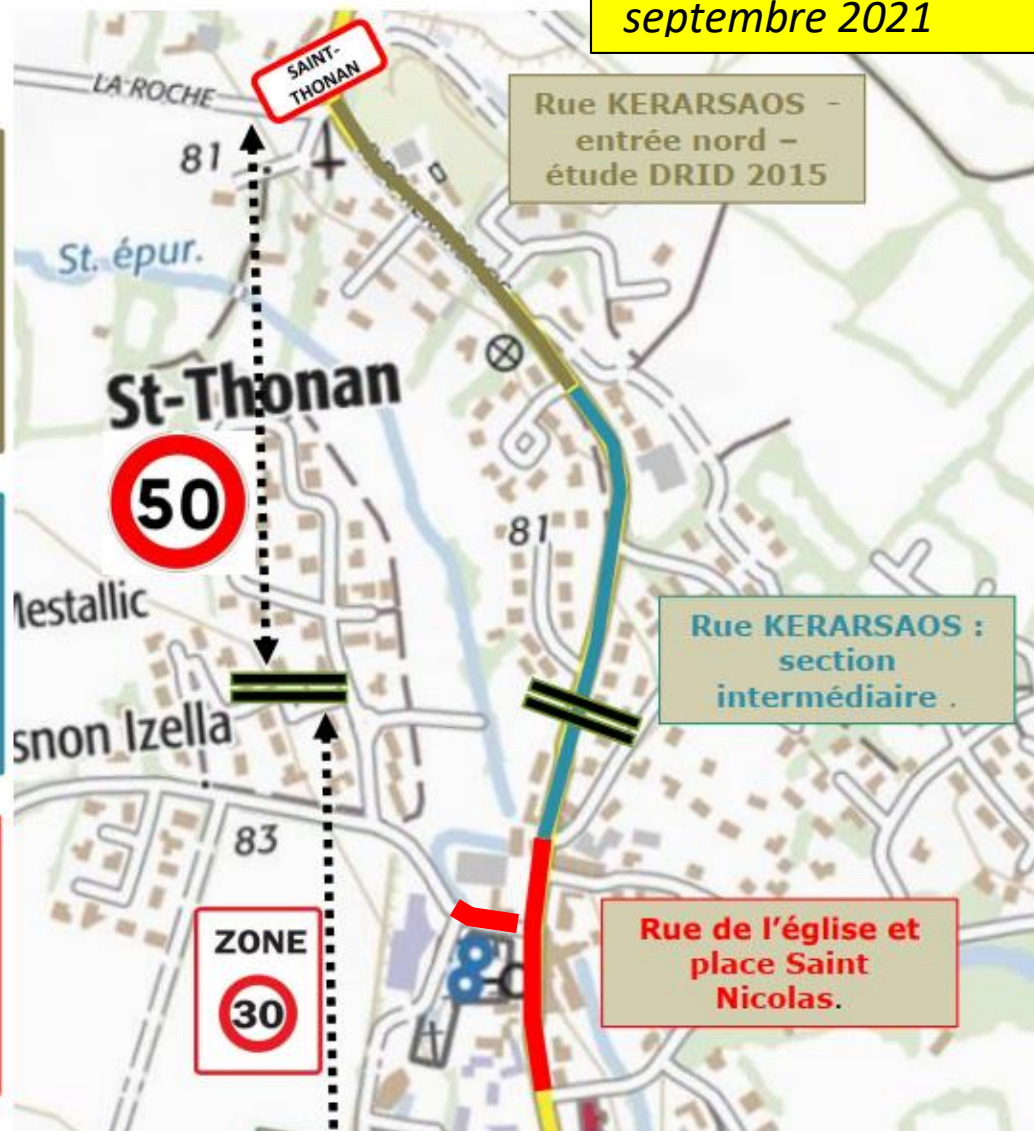 septembre 2021
SAINT-
THONAN
LA ROCHE
Rue KERARSAOS -
entrée nord –
étude DRID 2015
81
St. épur.
St-Thonan
50
81
Mestallic
Rue KERARSAOS :
section
intermédiaire .
snon Izella
83
ZONE
30
Rue de l’église et
place Saint
Nicolas.